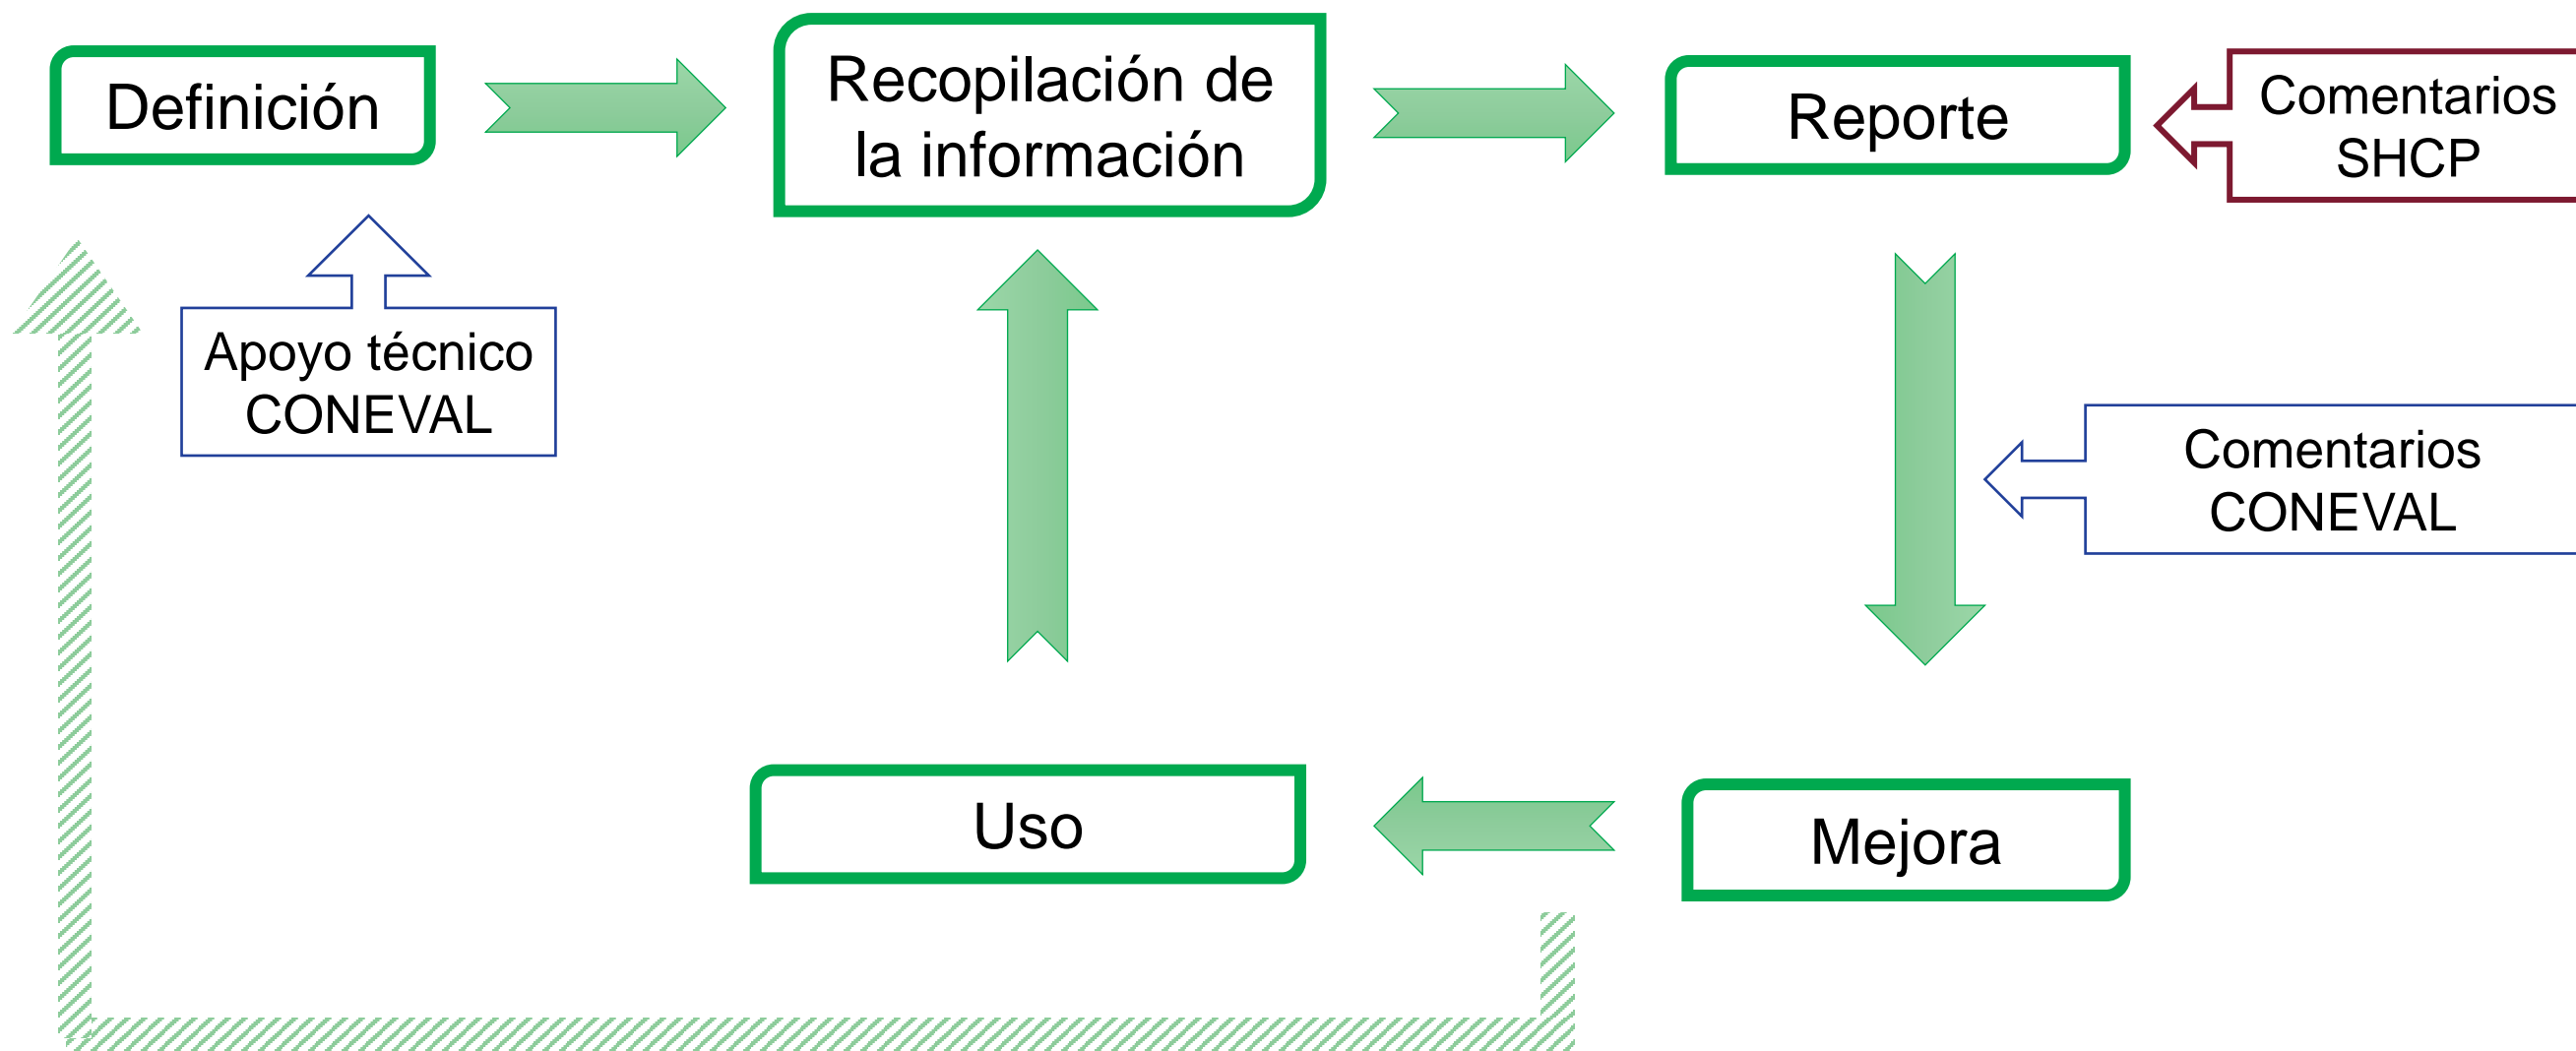 Definición
Recopilación de
la información
Reporte
Comentarios
SHCP
Apoyo técnico
CONEVAL
Comentarios
CONEVAL
Uso
Mejora